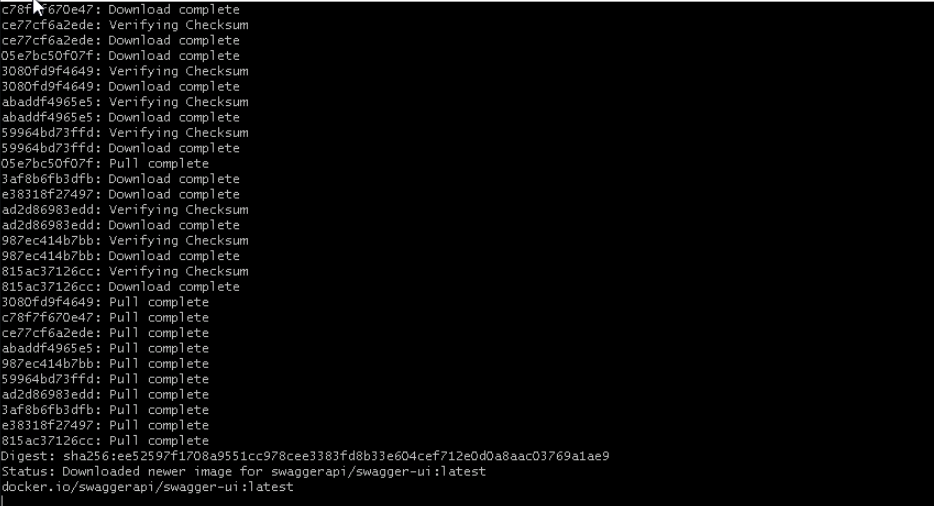 c78f7f670e47: Download complete
ce77cf6a2ede: Verifying Checksum
ce77cf6a2ede: Download complete
05e7bc50f07f: Download complete
3080fd9f4649: Verifying Checksum
3080fd9f4649: Download complete
abaddf4965e5: Verifying Checksum
abaddf4965e5: Download complete
59964bd73ffd: Verifying Checksum
59964bd73ffd: Download complete
05e7bc50f07f: Pull complete
3af8b6fb3dfb: Download complete
e38318f27497: Download complete
ad2d86983edd: Verifying Checksum
ad2d86983edd: Download complete
987ec414b7bb: Verifying Checksum
987ec414b7bb: Download complete
815ac37126cc: Verifying Checksum
815ac37126cc: Download complete
3080fd9f4649: Pull complete
c78f7f670e47: Pull complete
ce77cf6a2ede: Pull complete
abaddf4965e5: Pull complete
987ec414b7bb: Pull complete
59964bd73ffd: Pull complete
ad2d86983edd: Pull complete
3af8b6fb3dfb: Pull complete
e38318f27497: Pull complete
815ac37126cc: Pull complete
Digest: sha256:ee52597f1708a9551cc978cee3383fd8b33e604cef712e0d0a8aac03769a1ae9
Status: Downloaded newer image for swaggerapi/swagger-ui:latest
docker.io/swaggerapi/swagger-ui:latest